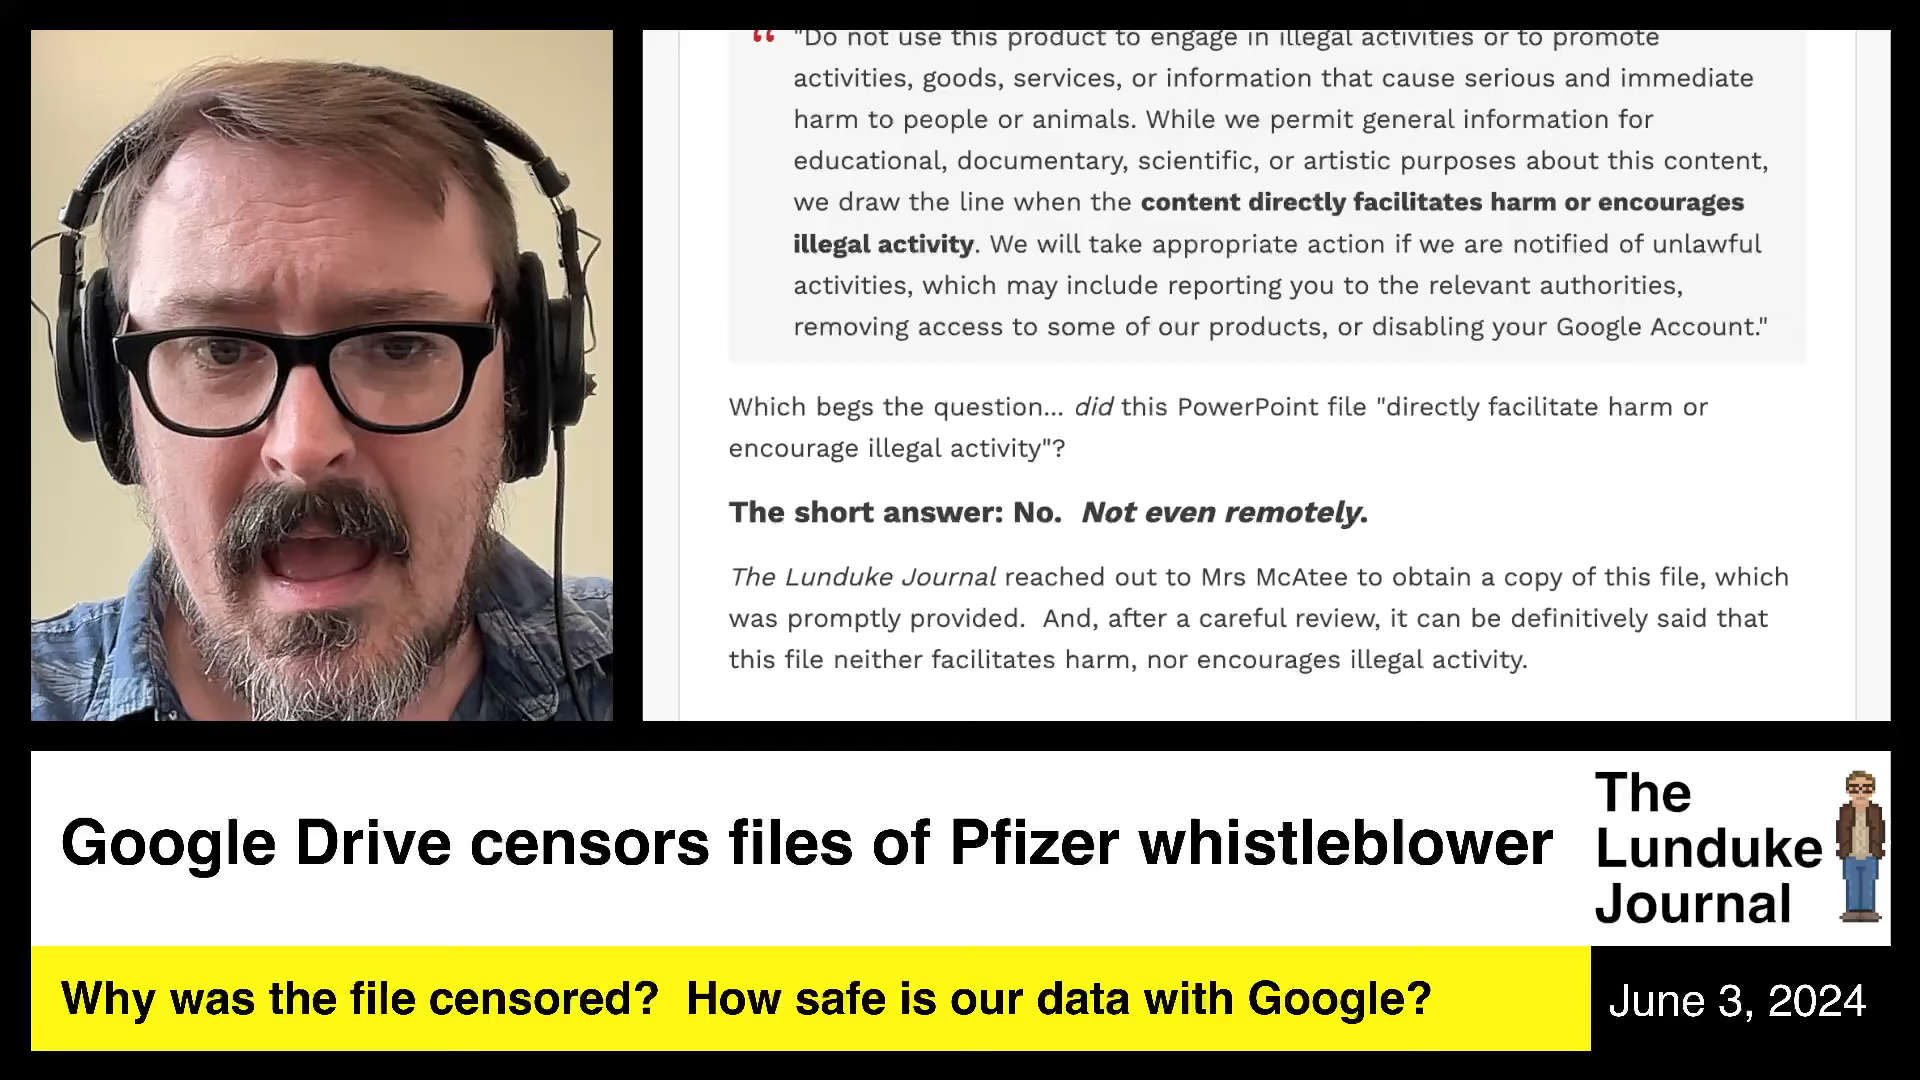 "Do not use this product to engage in illegal activities or to promote
activities, goods, services, or information that cause serious and immediate
harm to people or animals. While we permit general information for
educational, documentary, scientific, or artistic purposes about this content,
we draw the line when the content directly facilitates harm or encourages
illegal activity. We will take appropriate action if we are notified of unlawful
activities, which may include reporting you to the relevant authorities,
removing access to some of our products, or disabling your Google Account."
Which begs the question... did this PowerPoint file "directly facilitate harm or
encourage illegal activity"?
The short answer: No. Not even remotely.
The Lunduke Journal reached out to Mrs McAtee to obtain a copy of this file, which
was promptly provided. And, after a careful review, it can be definitively said that
this file neither facilitates harm, nor encourages illegal activity.
Google Drive censors files of Pfizer whistleblower
The
Lunduke
Journal
Why was the file censored? How safe is our data with Google?
June 3, 2024